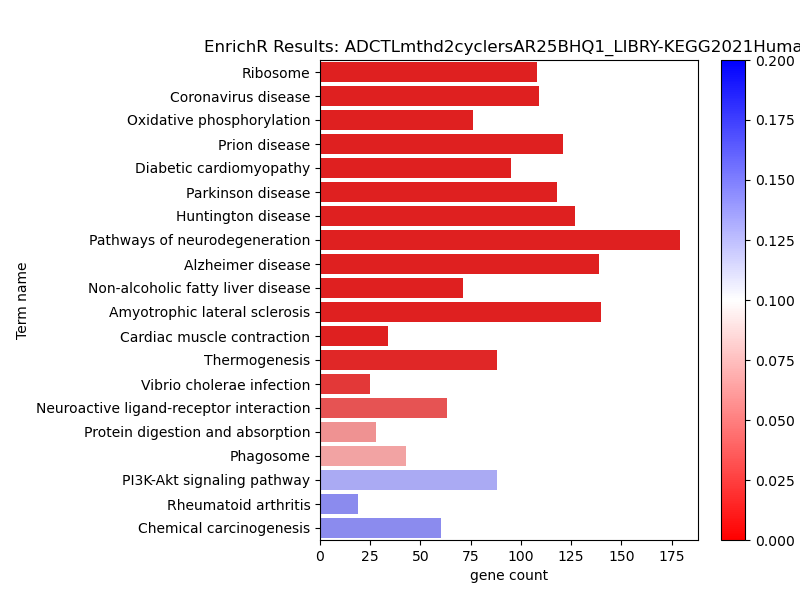 EnrichR Results: ADCTLmthd2cyclersAR25BHQ1_LIBRY-KEGG2021Huma
Term name
Ribosome
Coronavirus disease
Oxidative phosphorylation
Prion disease
Diabetic cardiomyopathy
Parkinson disease
Huntington disease
Pathways of neurodegeneration
Alzheimer disease
Non-alcoholic fatty liver disease
Amyotrophic lateral sclerosis
Cardiac muscle contraction
Thermogenesis
Vibrio cholerae infection
Neuroactive ligand-receptor interaction
Protein digestion and absorption
Phagosome
PI3K-Akt signaling pathway
Rheumatoid arthritis
Chemical carcinogenesis
0 25 50 75 100 125 150 175
gene count
0.200
0.175
0.150
0.125
0.100
0.075
0.050
0.025
0.000